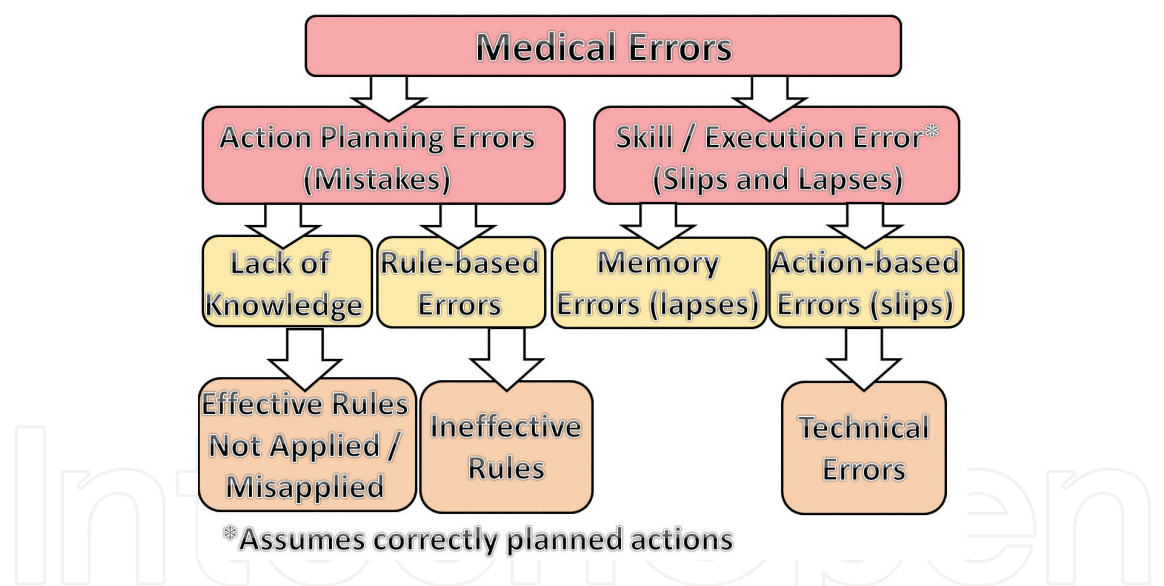 Medical Errors
Action Planning Errors
(Mistakes)
Skill / Execution Error*
(Slips and Lapses)
Lack of
Knowledge
Rule-based
Errors
Memory
Errors (lapses)
Action-based
Errors (slips)
Effective Rules
Not Applied /
Misapplied
Ineffective
Rules
Technical
Errors
*Assumes correctly planned actions
IntechOpen